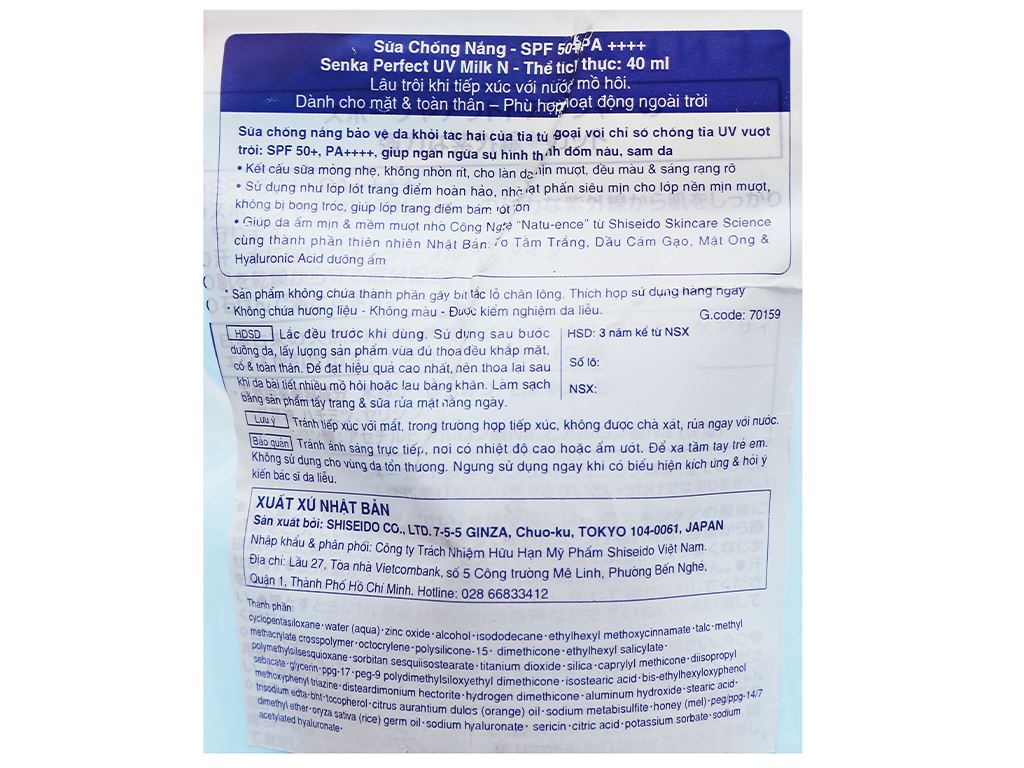 Sữa Chống Nắng - SPF 50+ PA ++++
Senka Perfect UV Milk N - Thể tích thực: 40 ml
Lâu trôi khi tiếp xúc với nước, mồ hôi.
Dành cho mặt & toàn thân – Phù hợp hoạt động ngoài trời
Sữa chống nắng bảo vệ da khỏi tác hại của tia tử ngoại với chỉ số chống tia UV vượt
trội: SPF 50+, PA++++, giúp ngăn ngừa sự hình thành đốm nâu, sạm da
• Kết cấu sữa mỏng nhẹ, không nhờn rít, cho làn da mịn mượt, đều màu & sáng rạng rỡ
• Sử dụng như lớp lót trang điểm hoàn hảo, nhờ hạt phấn siêu mịn cho lớp nền mịn mượt,
không bị bong tróc, giúp lớp trang điểm bám tốt hơn
• Giúp da ẩm mịn & mềm mượt nhờ Công Nghệ "Natu-ence" từ Shiseido Skincare Science
cùng thành phần thiên nhiên Nhật Bản: Tơ Tằm Trắng, Dầu Cám Gạo, Mật Ong &
Hyaluronic Acid dưỡng ẩm
• Sản phẩm không chứa thành phần gây bít tắc lỗ chân lông. Thích hợp sử dụng hàng ngày
• Không chứa hương liệu - Không màu - Được kiểm nghiệm da liễu.
G.code: 70159
HDSD Lắc đều trước khi dùng. Sử dụng sau bước
dưỡng da, lấy lượng sản phẩm vừa đủ thoa đều khắp mặt,
cổ & toàn thân. Để đạt hiệu quả cao nhất, nên thoa lại sau
khi da bài tiết nhiều mồ hôi hoặc lau bằng khăn. Làm sạch
bằng sản phẩm tẩy trang & sữa rửa mặt hằng ngày.
HSD: 3 năm kể từ NSX
Số lô:
NSX:
Lưu ý Tránh tiếp xúc với mắt, trong trường hợp tiếp xúc, không được chà xát, rửa ngay với nước.
Bảo quản Tránh ánh sáng trực tiếp, nơi có nhiệt độ cao hoặc ẩm ướt. Để xa tầm tay trẻ em.
Không sử dụng cho vùng da tổn thương. Ngưng sử dụng ngay khi có biểu hiện kích ứng & hỏi ý
kiến bác sĩ da liễu.
XUẤT XỨ NHẬT BẢN
Sản xuất bởi: SHISEIDO CO., LTD. 7-5-5 GINZA, Chuo-ku, TOKYO 104-0061, JAPAN
Nhập khẩu & phân phối: Công ty Trách Nhiệm Hữu Hạn Mỹ Phẩm Shiseido Việt Nam.
Địa chỉ: Lầu 27, Tòa nhà Vietcombank, số 5 Công trường Mê Linh, Phường Bến Nghé,
Quận 1, Thành Phố Hồ Chí Minh. Hotline: 028 66833412
Thành phần:
cyclopentasiloxane · water (aqua) · zinc oxide · alcohol · isododecane · ethylhexyl methoxycinnamate · talc · methyl
methacrylate crosspolymer · octocrylene · polysilicone-15 · dimethicone · ethylhexyl salicylate ·
polymethylsilsesquioxane · sorbitan sesquiisostearate · titanium dioxide · silica · caprylyl methicone · diisopropyl
sebacate · glycerin · ppg-17 · peg-9 polydimethylsiloxyethyl dimethicone · isostearic acid · bis-ethylhexyloxyphenol
methoxyphenyl triazine · disteardimonium hectorite · hydrogen dimethicone · aluminum hydroxide · stearic acid ·
trisodium edta · bht · tocopherol · citrus aurantium dulcis (orange) oil · sodium metabisulfite · honey (mel) · peg/ppg-14/7
dimethyl ether · oryza sativa (rice) germ oil · sodium hyaluronate · sericin · citric acid · potassium sorbate · sodium
acetylated hyaluronate ·